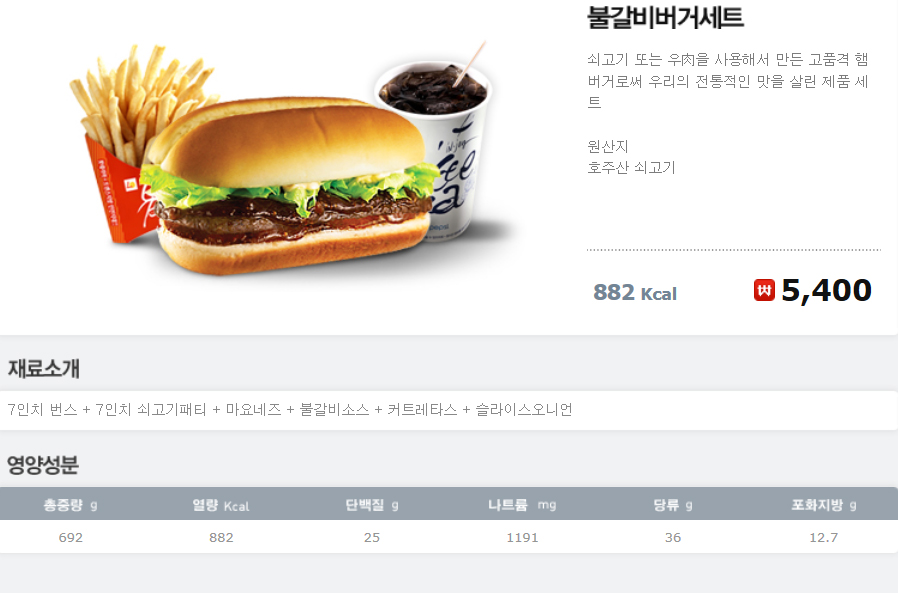 불갈비버거세트
쇠고기 또는 우肉을 사용해서 만든 고품격 햄
버거로써 우리의 전통적인 맛을 살린 제품 세
트
원산지
호주산 쇠고기
882 Kcal
5,400
재료소개
7인치 번스 + 7인치 쇠고기패티 + 마요네즈 + 불갈비소스 + 커트레타스 + 슬라이스오니언
영양성분
총중량 g 열량 Kcal 단백질 g 나트륨 mg 당류 g 포화지방 g
692 882 25 1191 36 12.7